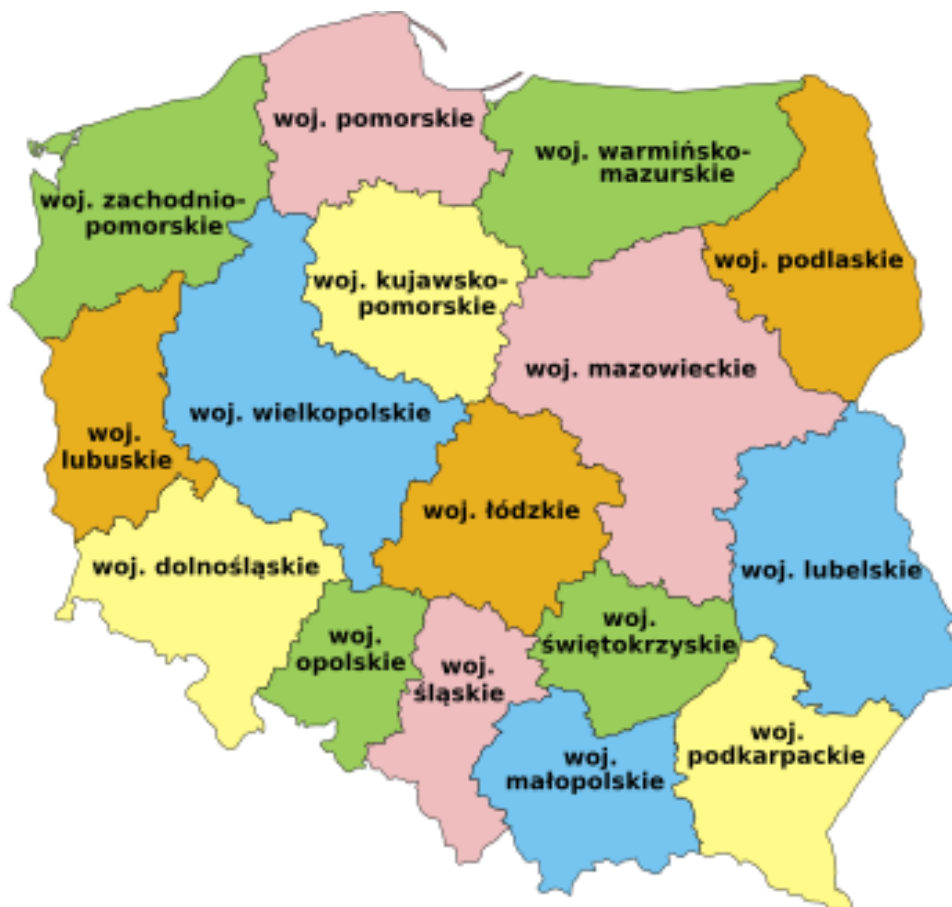 woj. pomorskie
woj. warmińsko-
mazurskie
woj. zachodnio-
pomorskie
woj. podlaskie
woj. kujawsko-
pomorskie
woj. mazowieckie
woj. wielkopolskie
woj.
lubuskie
woj. łódzkie
woj. dolnośląskie
woj. lubelskie
woj.
opolskie
woj.
świętokrzyskie
woj.
śląskie
woj.
małopolskie
woj.
podkarpackie